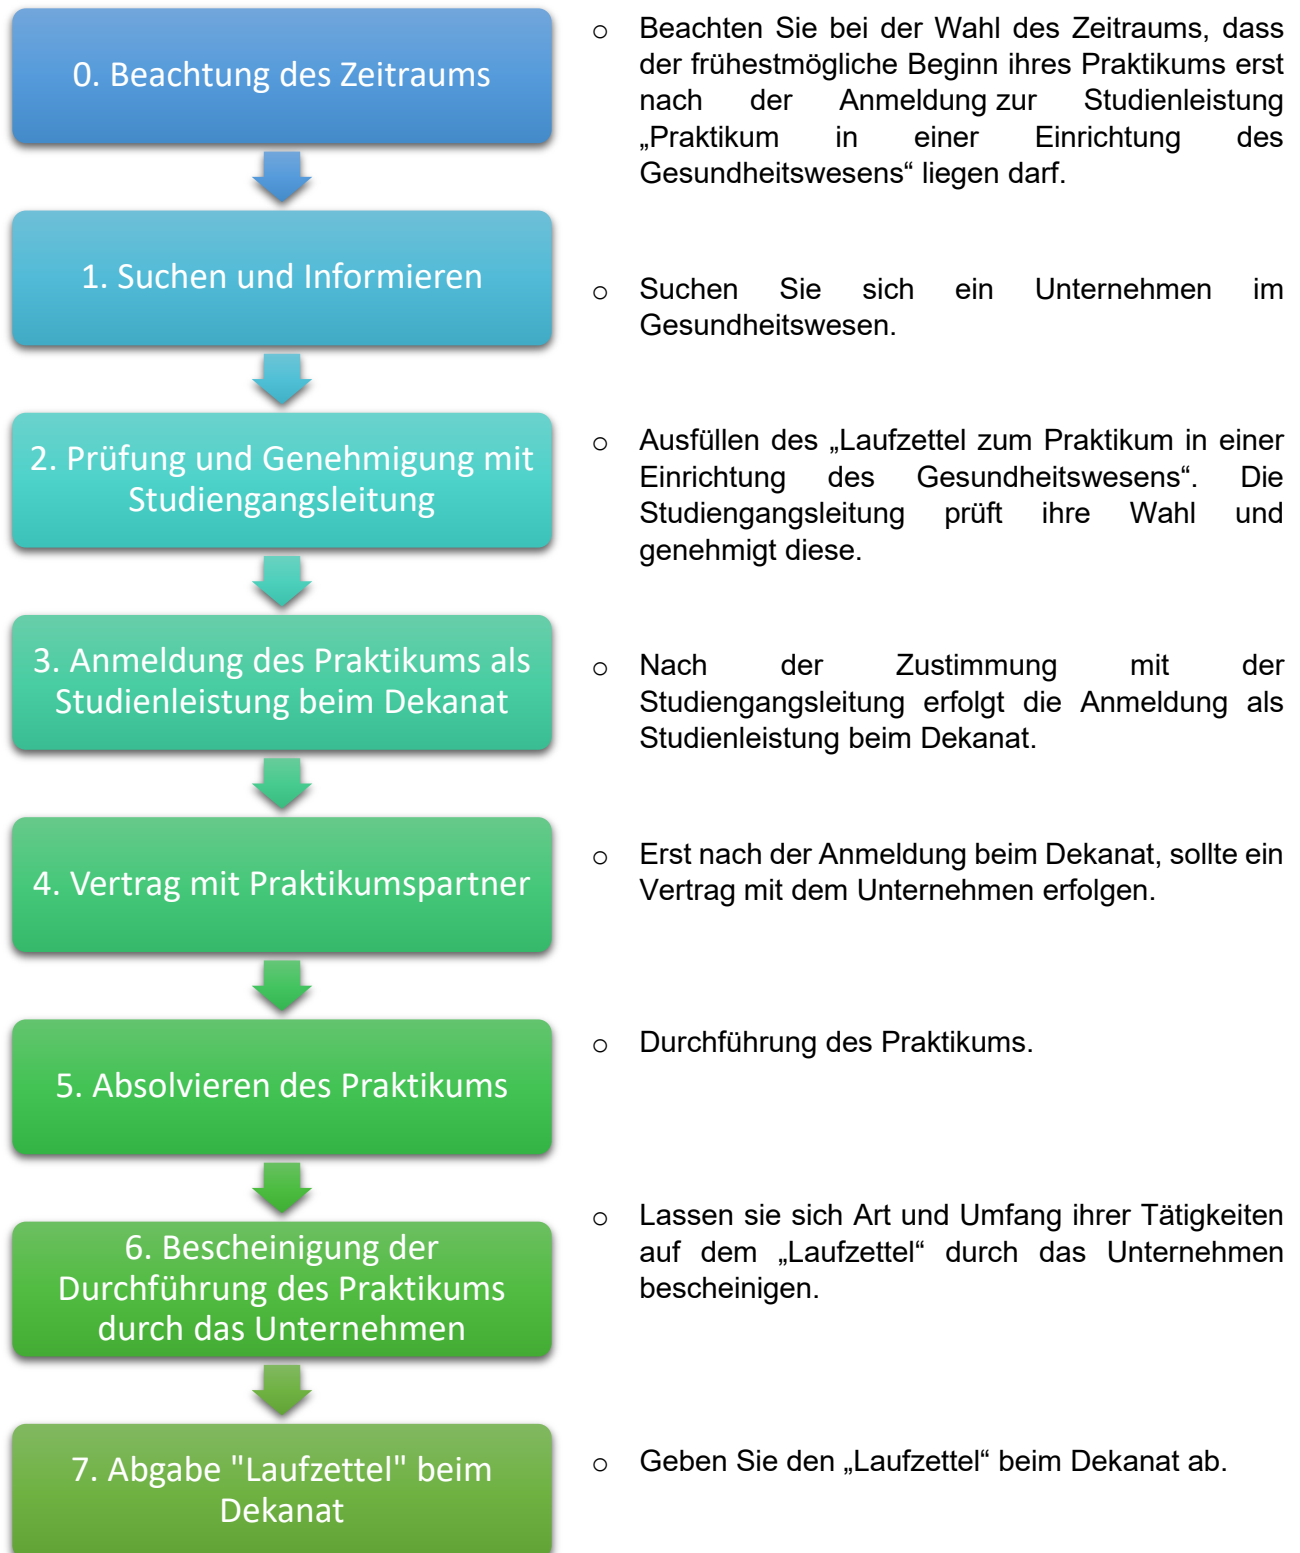 0. Beachtung des Zeitraums
o Beachten Sie bei der Wahl des Zeitraums, dass
der frühestmögliche Beginn ihres Praktikums erst
nach der Anmeldung zur Studienleistung
„Praktikum in einer Einrichtung des
Gesundheitswesens“ liegen darf.
1. Suchen und Informieren
o Suchen Sie sich ein Unternehmen im
Gesundheitswesen.
2. Prüfung und Genehmigung mit
Studiengangsleitung
o Ausfüllen des „Laufzettel zum Praktikum in einer
Einrichtung des Gesundheitswesens“. Die
Studiengangsleitung prüft ihre Wahl und
genehmigt diese.
3. Anmeldung des Praktikums als
Studienleistung beim Dekanat
o Nach der Zustimmung mit der
Studiengangsleitung erfolgt die Anmeldung als
Studienleistung beim Dekanat.
4. Vertrag mit Praktikumspartner
o Erst nach der Anmeldung beim Dekanat, sollte ein
Vertrag mit dem Unternehmen erfolgen.
5. Absolvieren des Praktikums
o Durchführung des Praktikums.
6. Bescheinigung der
Durchführung des Praktikums
durch das Unternehmen
o Lassen sie sich Art und Umfang ihrer Tätigkeiten
auf dem „Laufzettel“ durch das Unternehmen
bescheinigen.
7. Abgabe "Laufzettel" beim
Dekanat
o Geben Sie den „Laufzettel“ beim Dekanat ab.